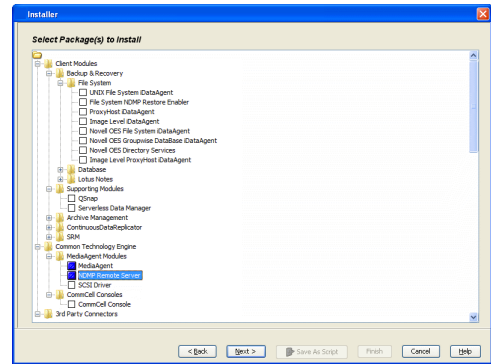 Installer
Select Package(s) to Install
Client Modules
Backup & Recovery
File System
UNIX File System iDataAgent
File System NDMP Restore Enabler
ProxyHost iDataAgent
Image Level iDataAgent
Novell OES File System iDataAgent
Novell OES Groupwise DataBase iDataAgent
Novell OES Directory Services
Image Level ProxyHost iDataAgent
Database
Lotus Notes
Supporting Modules
QSnap
Serverless Data Manager
Archive Management
ContinuousDataReplicator
SRM
Common Technology Engine
MediaAgent Modules
MediaAgent
NDMP Remote Server
SCSI Driver
CommCell Consoles
CommCell Console
3rd Party Connectors
< Back Next > Save As Script Finish Cancel Help